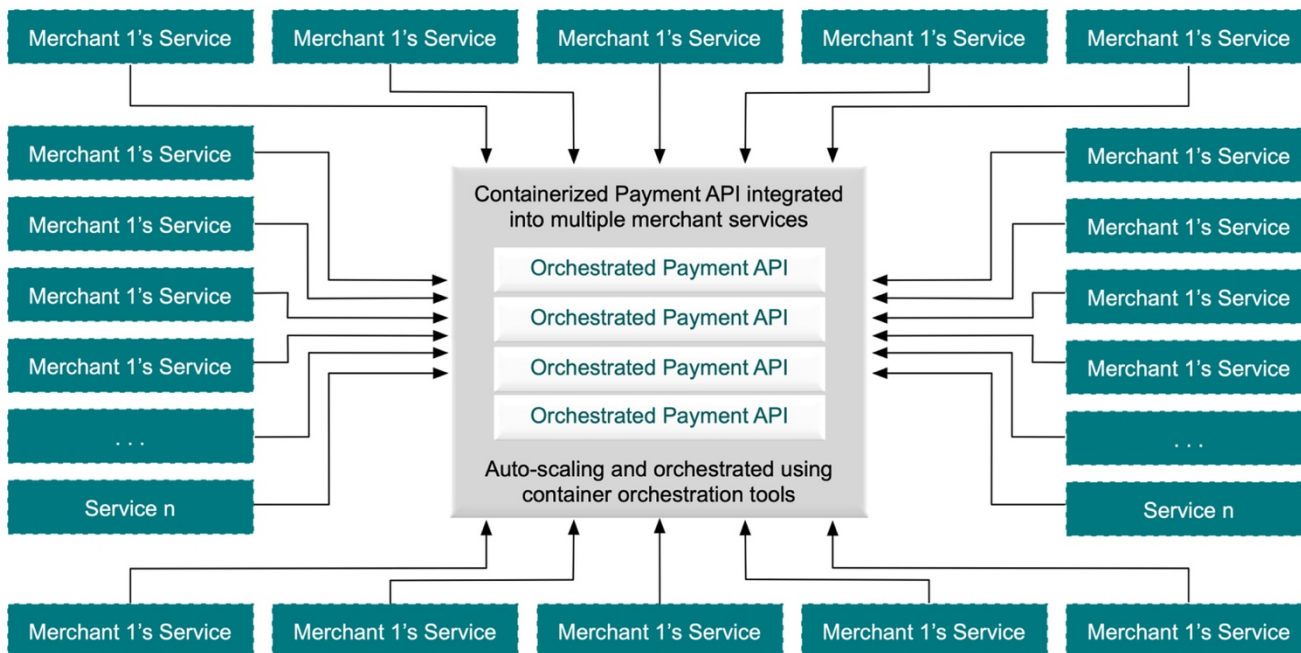 Merchant 1’s Service
Merchant 1’s Service
Merchant 1’s Service
Merchant 1’s Service
Merchant 1’s Service
Merchant 1’s Service
Merchant 1’s Service
Merchant 1’s Service
Merchant 1’s Service
. . .
Service n
Containerized Payment API integrated
into multiple merchant services
Orchestrated Payment API
Orchestrated Payment API
Orchestrated Payment API
Orchestrated Payment API
Auto-scaling and orchestrated using
container orchestration tools
Merchant 1’s Service
Merchant 1’s Service
Merchant 1’s Service
Merchant 1’s Service
. . .
Service n
Merchant 1’s Service
Merchant 1’s Service
Merchant 1’s Service
Merchant 1’s Service
Merchant 1’s Service